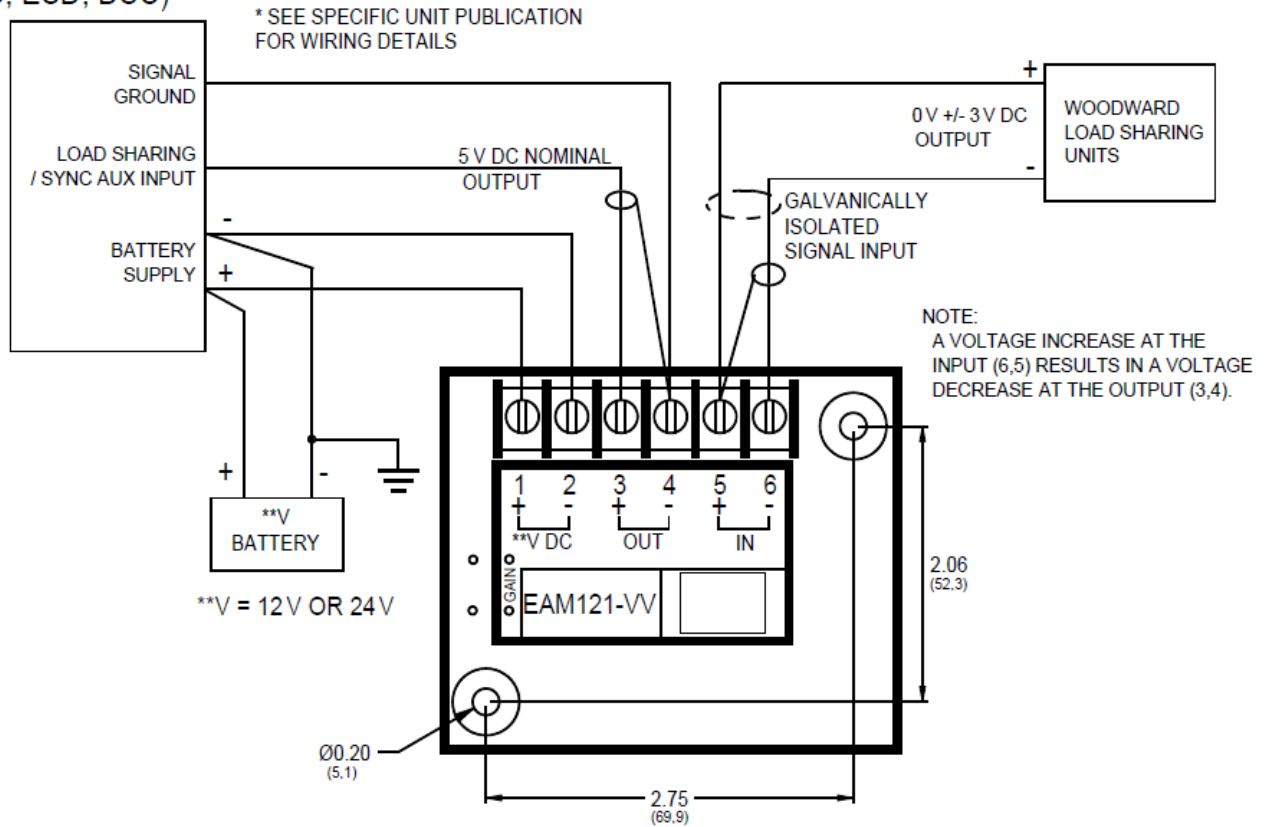 * SEE SPECIFIC UNIT PUBLICATION
FOR WIRING DETAILS
SIGNAL
GROUND
LOAD SHARING
/ SYNC AUX INPUT
-
BATTERY
SUPPLY
+
5 V DC NOMINAL
OUTPUT
+
0 V +/- 3 V DC
OUTPUT
-
WOODWARD
LOAD SHARING
UNITS
GALVANICALLY
ISOLATED
SIGNAL INPUT
NOTE:
A VOLTAGE INCREASE AT THE
INPUT (6,5) RESULTS IN A VOLTAGE
DECREASE AT THE OUTPUT (3,4).
+ -
**V
BATTERY
**V = 12 V OR 24 V
1 2 3 4 5 6
+ - + - + -
**V DC OUT IN
GAIN
EAM121-VV
2.06
(52,3)
Ø0.20
(5,1)
2.75
(69,9)